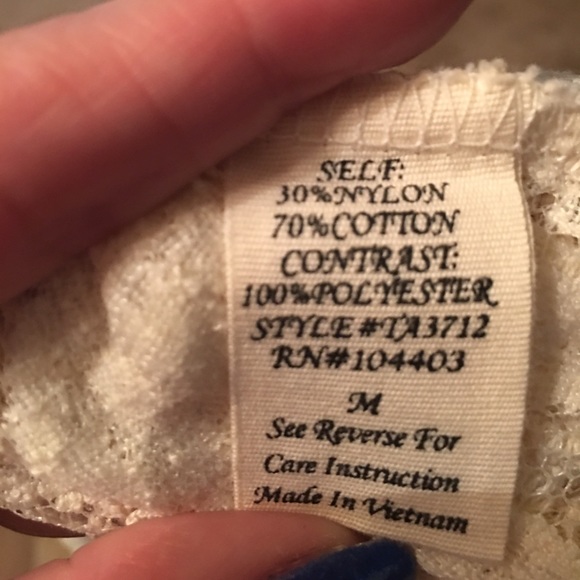 SELF:
30%NYLON
70%COTTON
CONTRAST:
100%POLYESTER
STYLE#TA3712
RN#104403
M
See Reverse For
Care Instruction
Made In Vietnam